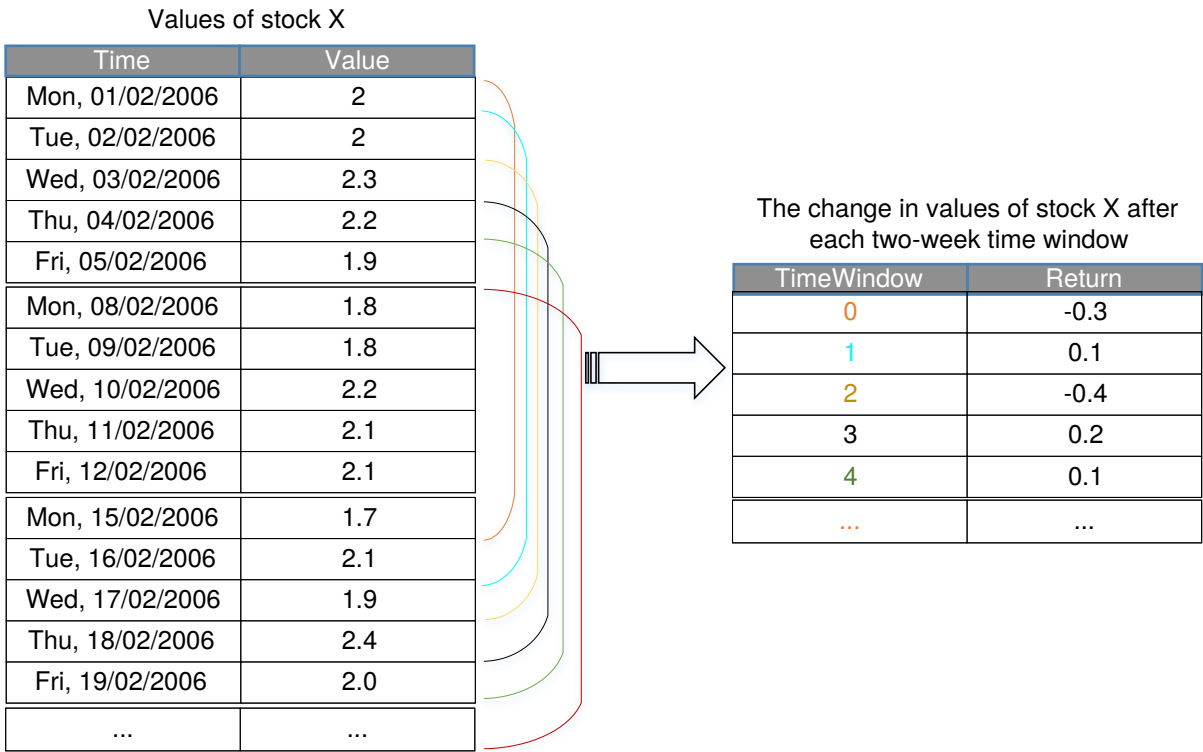 Values of stock X
Time Value
Mon, 01/02/2006 2
Tue, 02/02/2006 2
Wed, 03/02/2006 2.3
Thu, 04/02/2006 2.2
Fri, 05/02/2006 1.9
Mon, 08/02/2006 1.8
Tue, 09/02/2006 1.8
Wed, 10/02/2006 2.2
Thu, 11/02/2006 2.1
Fri, 12/02/2006 2.1
Mon, 15/02/2006 1.7
Tue, 16/02/2006 2.1
Wed, 17/02/2006 1.9
Thu, 18/02/2006 2.4
Fri, 19/02/2006 2.0
... ...
The change in values of stock X after
each two-week time window
TimeWindow Return
0 -0.3
1 0.1
2 -0.4
3 0.2
4 0.1
... ...